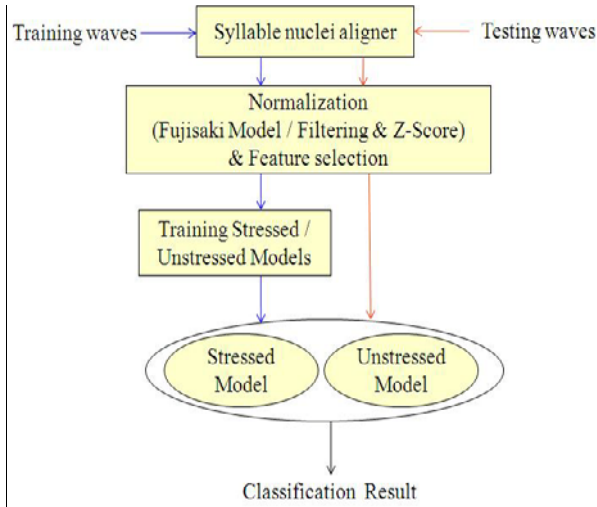 Training waves
Syllable nuclei aligner
Testing waves
Normalization
(Fujisaki Model / Filtering & Z-Score)
& Feature selection
Training Stressed /
Unstressed Models
Stressed
Model
Unstressed
Model
Classification Result